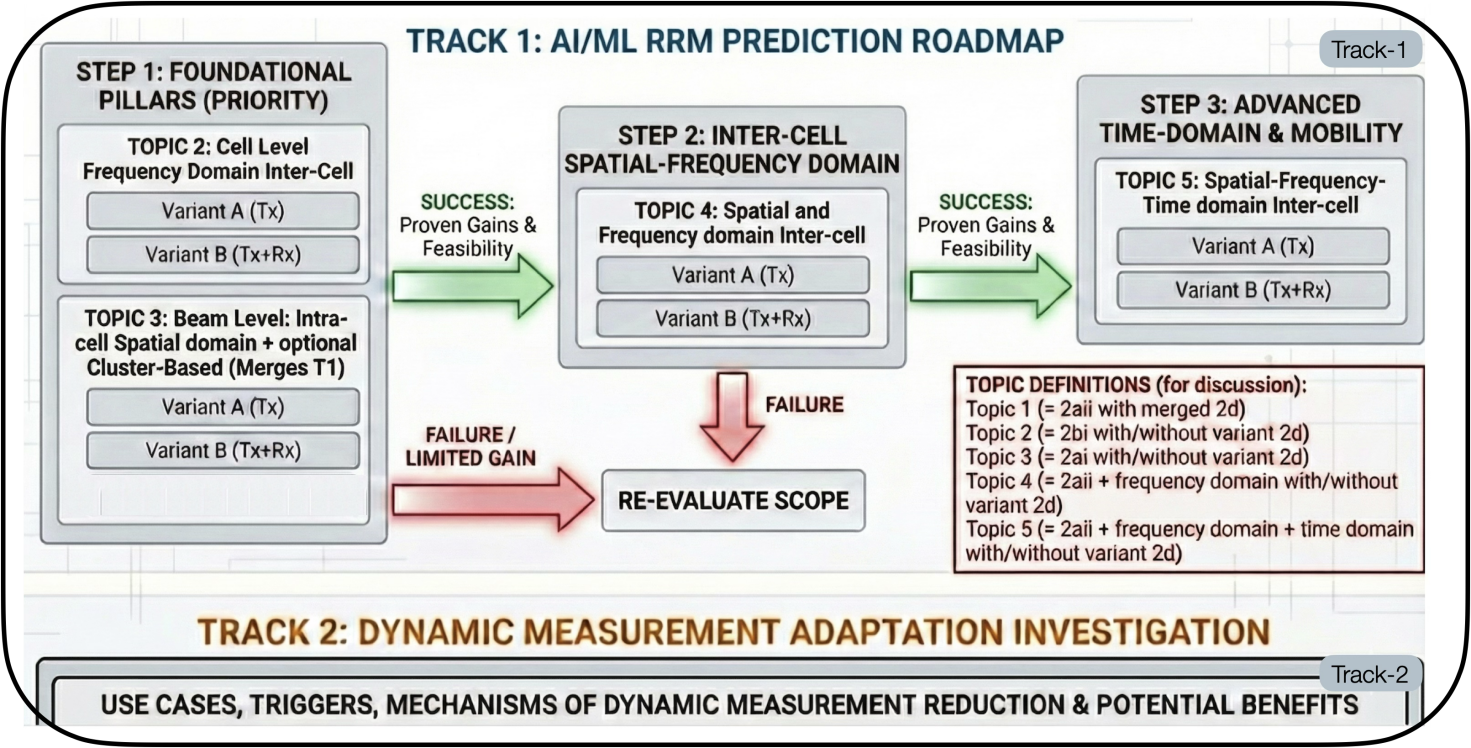 TRACK 1: AI/ML RRM PREDICTION ROADMAP
Track-1
STEP 1: FOUNDATIONAL
PILLARS (PRIORITY)
TOPIC 2: Cell Level
Frequency Domain Inter-Cell
Variant A (Tx)
Variant B (Tx+Rx)
TOPIC 3: Beam Level: Intra-
cell Spatial domain + optional
Cluster-Based (Merges T1)
Variant A (Tx)
Variant B (Tx+Rx)
SUCCESS:
Proven Gains &
Feasibility
FAILURE /
LIMITED GAIN
STEP 2: INTER-CELL
SPATIAL-FREQUENCY DOMAIN
TOPIC 4: Spatial and
Frequency domain Inter-cell
Variant A (Tx)
Variant B (Tx+Rx)
FAILURE
RE-EVALUATE SCOPE
SUCCESS:
Proven Gains &
Feasibility
STEP 3: ADVANCED
TIME-DOMAIN & MOBILITY
TOPIC 5: Spatial-Frequency-
Time domain Inter-cell
Variant A (Tx)
Variant B (Tx+Rx)
TOPIC DEFINITIONS (for discussion):
Topic 1 (= 2aii with merged 2d)
Topic 2 (= 2bi with/without variant 2d)
Topic 3 (= 2ai with/without variant 2d)
Topic 4 (= 2aii + frequency domain with/without
variant 2d)
Topic 5 (= 2aii + frequency domain + time domain
with/without variant 2d)
TRACK 2: DYNAMIC MEASUREMENT ADAPTATION INVESTIGATION
Track-2
USE CASES, TRIGGERS, MECHANISMS OF DYNAMIC MEASUREMENT REDUCTION & POTENTIAL BENEFITS